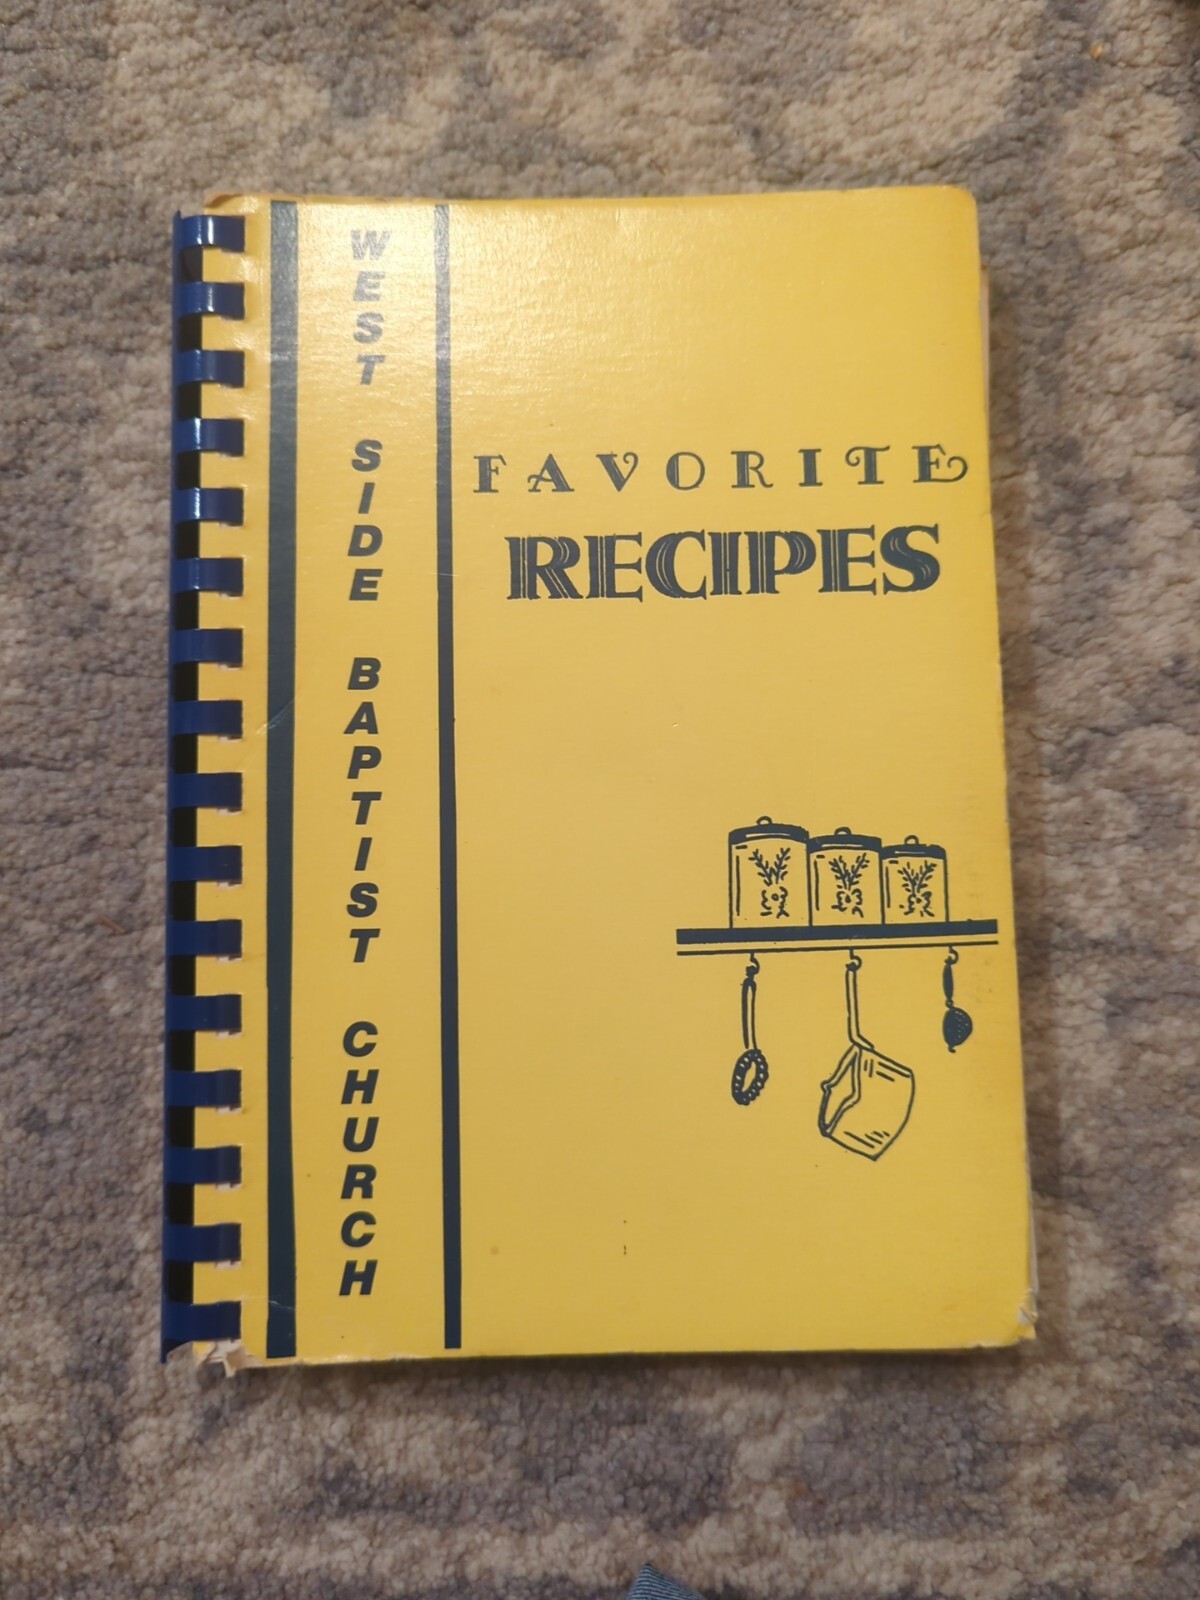 WEST SIDE BAPTIST CHURCH
FAVORITE
RECIPES